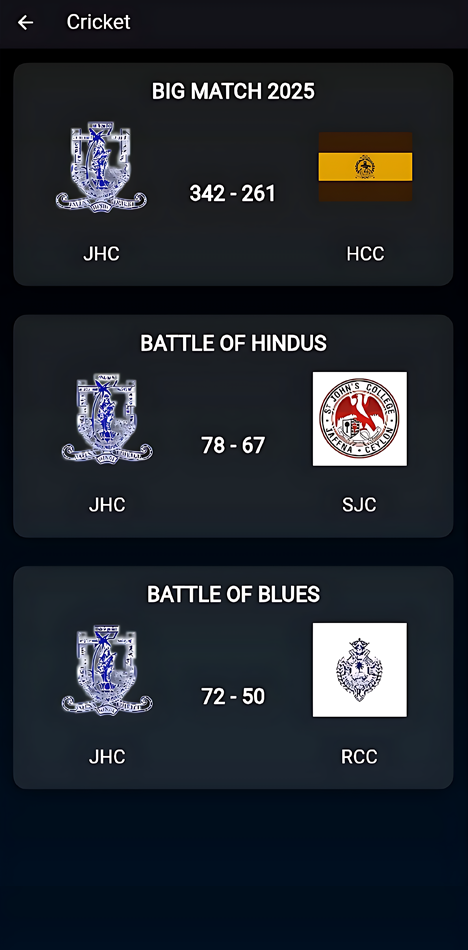 Cricket
BIG MATCH 2025
342 - 261
JHC
HCC
BATTLE OF HINDUS
ST JOHN'S COLLEGE
JAFFNA • CEYLON
78 - 67
JHC
SJC
BATTLE OF BLUES
72 - 50
JHC
RCC